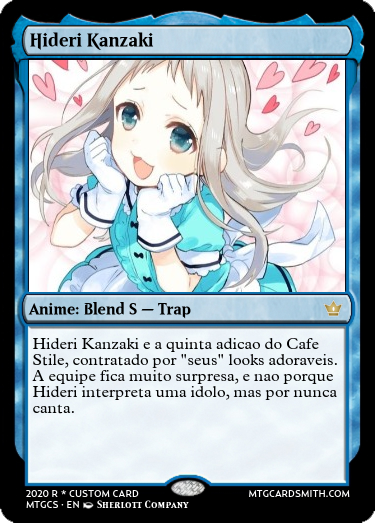 Hideri Kanzaki
Anime: Blend S — Trap
Hideri Kanzaki e a quinta adicao do Cafe
Stile, contratado por "seus" looks adoraveis.
A equipe fica muito surpresa, e nao porque
Hideri interpreta uma idolo, mas por nunca
canta.
2020 R * CUSTOM CARD
MTGCS · EN SHERLOTT COMPANY
MTGCARDSMITH.COM